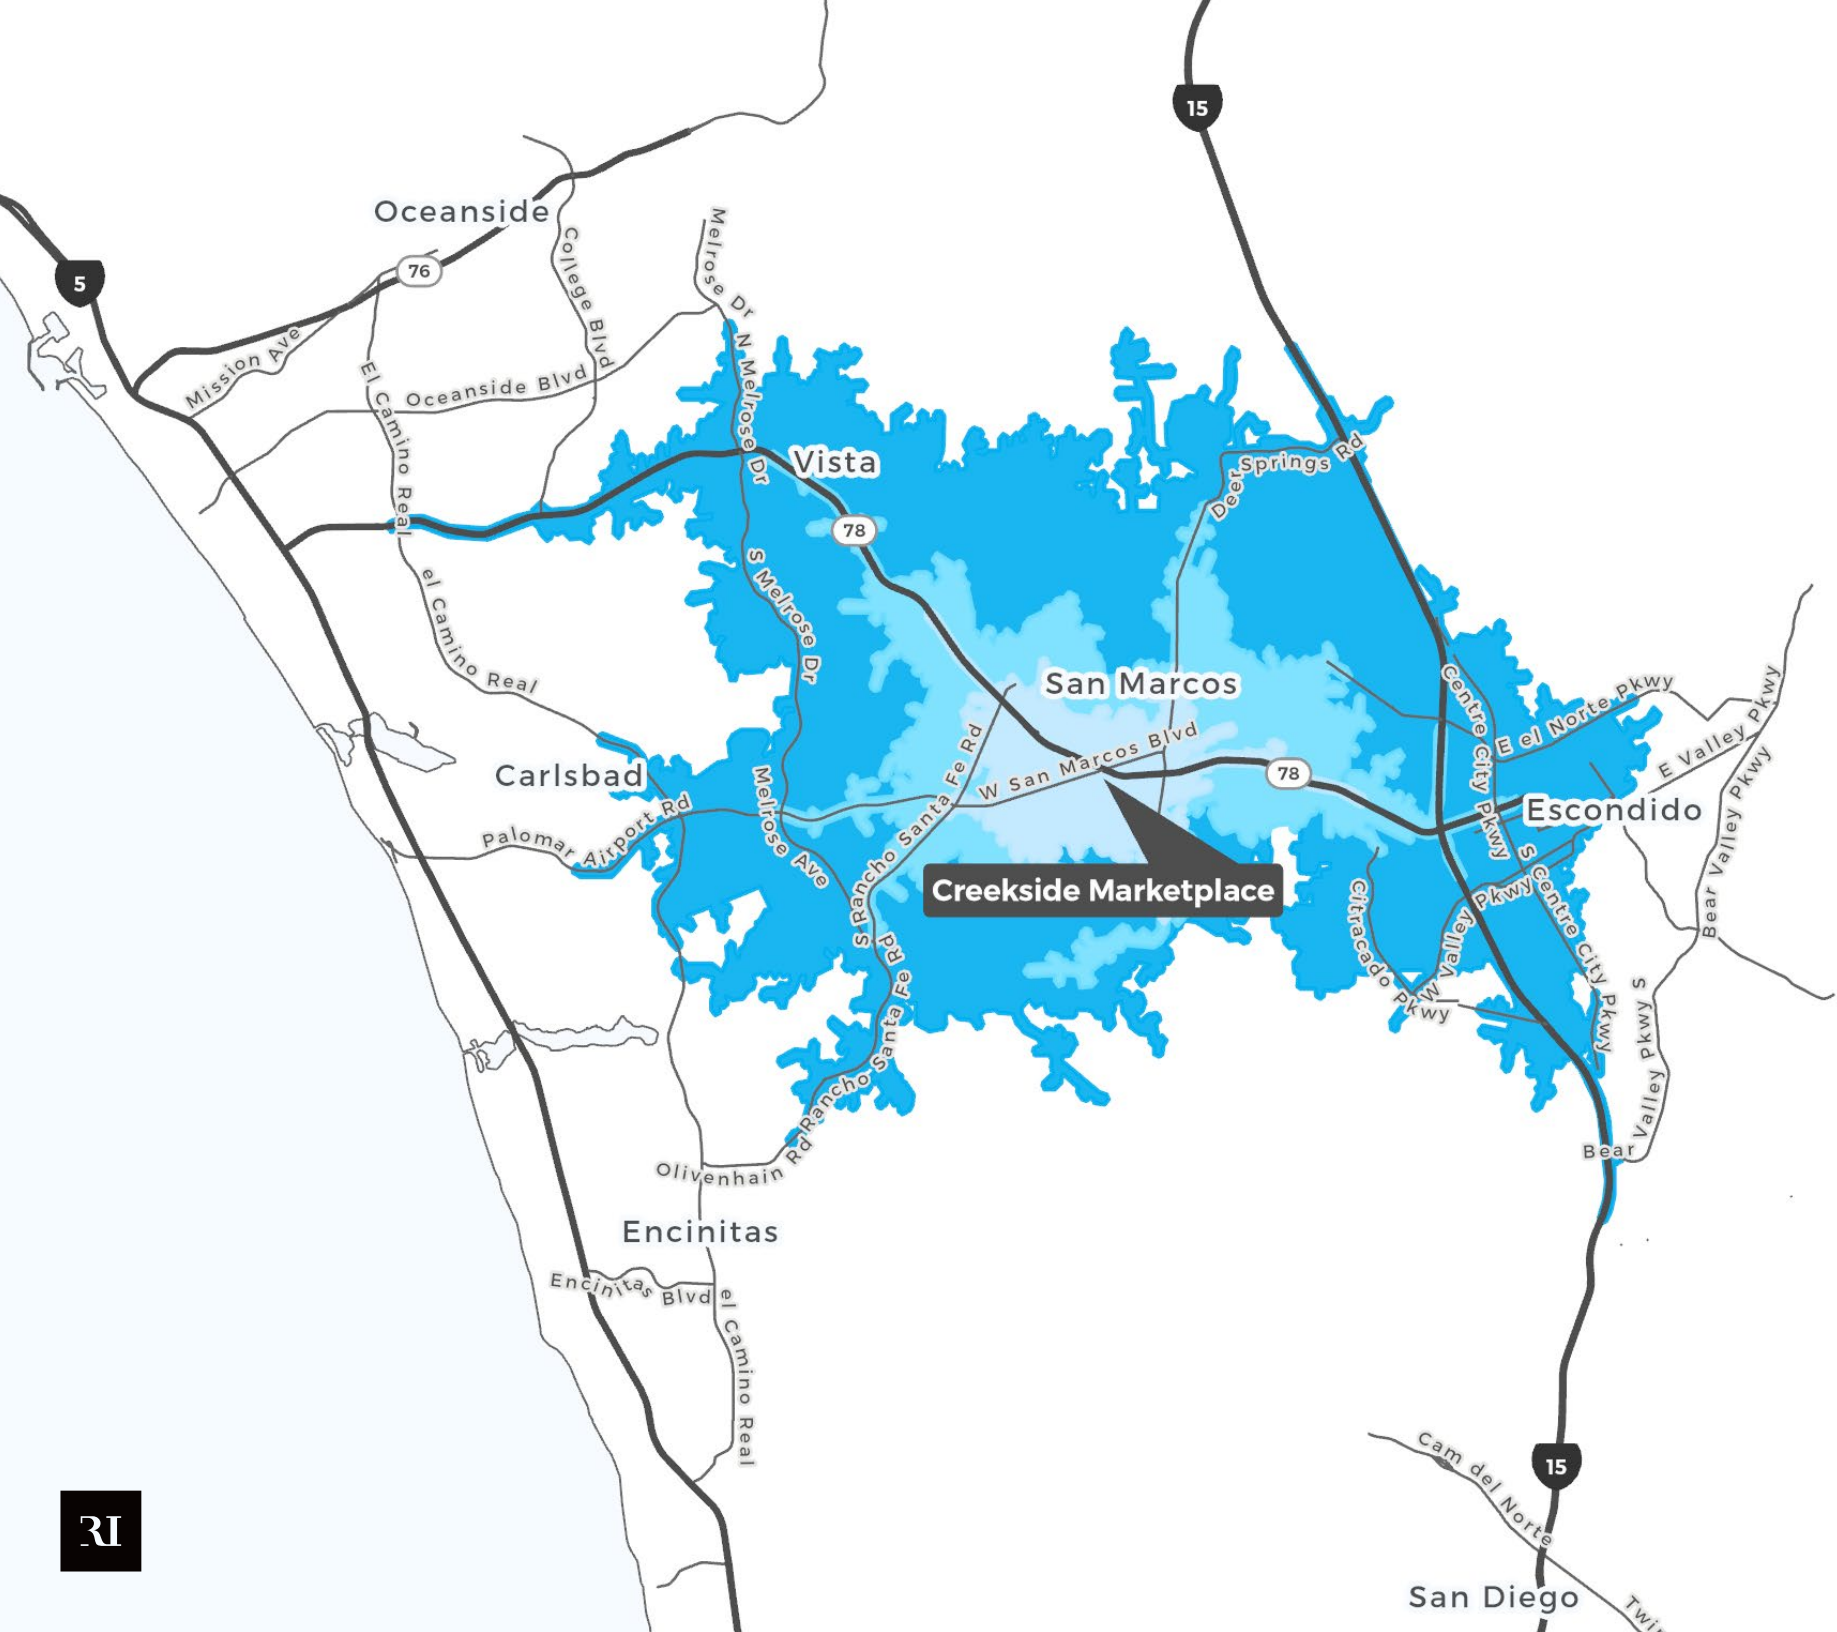 15
Oceanside
Melrose Dr
College Blvd
76
5
Mission Ave
El Camino Real
Oceanside Blvd
N Melrose Dr
Vista
Deer Springs Rd
78
S Melrose Dr
el Camino Real
San Marcos
Centre City Pkwy
E el Norte Pkwy
W San Marcos Blvd
E Valley Pkwy
Carlsbad
78
Melrose Ave
S Rancho Santa Fe Rd
Escondido
Palomar Airport Rd
Bear Valley Pkwy
Creekside Marketplace
S Centre City Pkwy
W Valley Pkwy
Citracado Pkwy
Rancho Santa Fe Rd
Bear Valley Pkwy S
Olivenhain Rd
Encinitas
Encinitas Blvd
el Camino Real
Cam del Norte
15
RI
San Diego
Twin